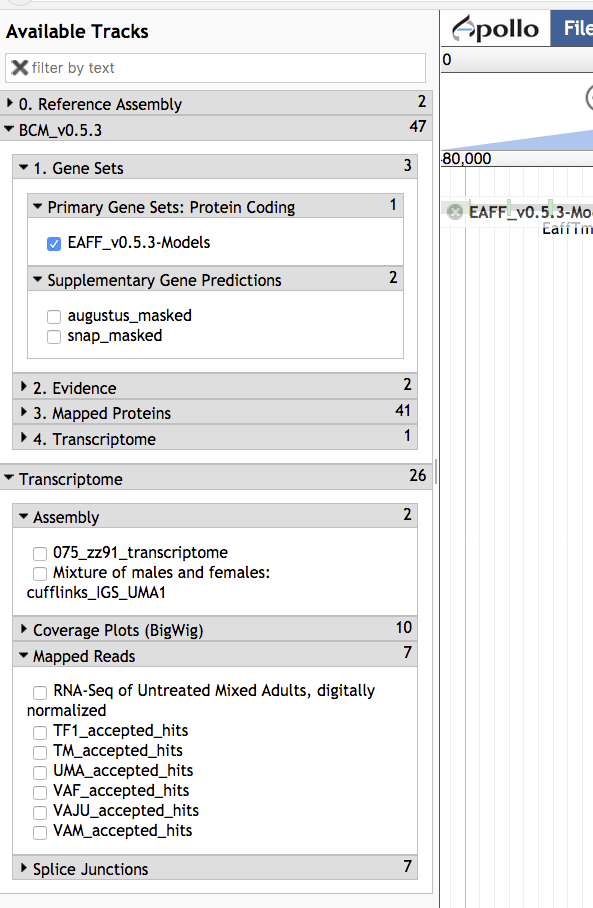 Available Tracks
filter by text
0. Reference Assembly 2
BCM_v0.5.3 47
1. Gene Sets 3
Primary Gene Sets: Protein Coding 1
EAFF_v0.5.3-Models
Supplementary Gene Predictions 2
augustus_masked
snap_masked
2. Evidence 2
3. Mapped Proteins 41
4. Transcriptome 1
Transcriptome 26
Assembly 2
075_zz91_transcriptome
Mixture of males and females:
cufflinks_IGS_UMA1
Coverage Plots (BigWig) 10
Mapped Reads 7
RNA-Seq of Untreated Mixed Adults, digitally
normalized
TF1_accepted_hits
TM_accepted_hits
UMA_accepted_hits
VAF_accepted_hits
VAJU_accepted_hits
VAM_accepted_hits
Splice Junctions 7
Apollo File
0
80,000
EAFF_v0.5.3-Mo
EaffTm